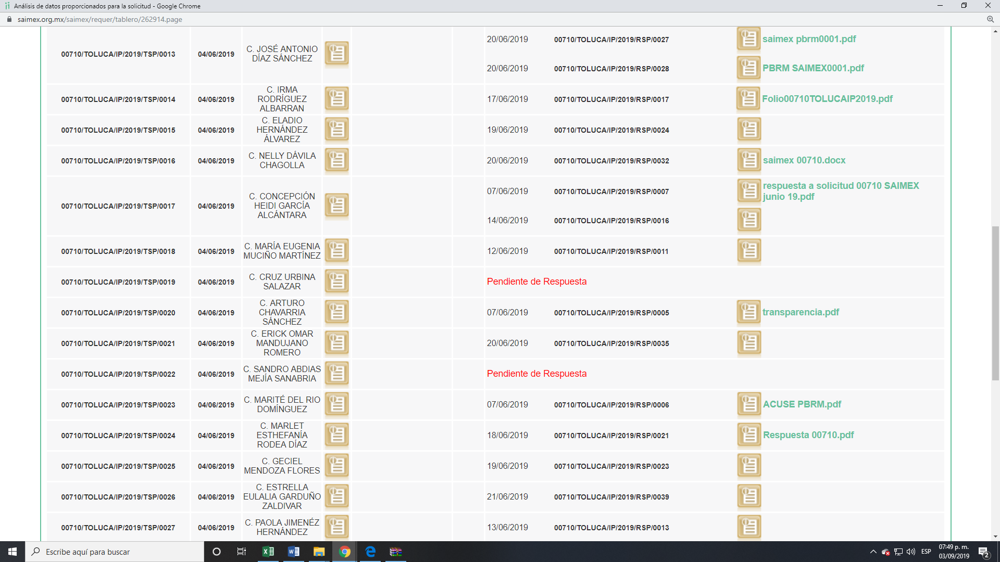 Análisis de datos proporcionados para la solicitud - Google Chrome
saimex.org.mx/saimex/requer/tablero/262914.page
00710/TOLUCA/IP/2019/TSP/0013 04/06/2019 C. JOSÉ ANTONIO
DÍAZ SÁNCHEZ
20/06/2019 00710/TOLUCA/IP/2019/RSP/0027 saimex pbrm0001.pdf
20/06/2019 00710/TOLUCA/IP/2019/RSP/0028 PBRM SAIMEX0001.pdf
00710/TOLUCA/IP/2019/TSP/0014 04/06/2019 C. IRMA
RODRÍGUEZ
ALBARRAN
17/06/2019 00710/TOLUCA/IP/2019/RSP/0017 Folio00710TOLUCAIP2019.pdf
00710/TOLUCA/IP/2019/TSP/0015 04/06/2019 C. ELADIO
HERNÁNDEZ
ÁLVAREZ
19/06/2019 00710/TOLUCA/IP/2019/RSP/0024
00710/TOLUCA/IP/2019/TSP/0016 04/06/2019 C. NELLY DÁVILA
CHAGOLLA
20/06/2019 00710/TOLUCA/IP/2019/RSP/0032 saimex 00710.docx
00710/TOLUCA/IP/2019/TSP/0017 04/06/2019 C. CONCEPCIÓN
HEIDI GARCÍA
ALCÁNTARA
07/06/2019 00710/TOLUCA/IP/2019/RSP/0007 respuesta a solicitud 00710 SAIMEX
junio 19.pdf
14/06/2019 00710/TOLUCA/IP/2019/RSP/0016
00710/TOLUCA/IP/2019/TSP/0018 04/06/2019 C. MARÍA EUGENIA
MUCIÑO MARTÍNEZ
12/06/2019 00710/TOLUCA/IP/2019/RSP/0011
00710/TOLUCA/IP/2019/TSP/0019 04/06/2019 C. CRUZ URBINA
SALAZAR
Pendiente de Respuesta
00710/TOLUCA/IP/2019/TSP/0020 04/06/2019 C. ARTURO
CHAVARRIA
SÁNCHEZ
07/06/2019 00710/TOLUCA/IP/2019/RSP/0005 transparencia.pdf
00710/TOLUCA/IP/2019/TSP/0021 04/06/2019 C. ERICK OMAR
MANDUJANO
ROMERO
20/06/2019 00710/TOLUCA/IP/2019/RSP/0035
00710/TOLUCA/IP/2019/TSP/0022 04/06/2019 C. SANDRO ABDIAS
MEJÍA SANABRIA
Pendiente de Respuesta
00710/TOLUCA/IP/2019/TSP/0023 04/06/2019 C. MARITÉ DEL RIO
DOMÍNGUEZ
07/06/2019 00710/TOLUCA/IP/2019/RSP/0006 ACUSE PBRM.pdf
00710/TOLUCA/IP/2019/TSP/0024 04/06/2019 C. MARLET
ESTHEFANÍA
RODEA DÍAZ
18/06/2019 00710/TOLUCA/IP/2019/RSP/0021 Respuesta 00710.pdf
00710/TOLUCA/IP/2019/TSP/0025 04/06/2019 C. GECIEL
MENDOZA FLORES
19/06/2019 00710/TOLUCA/IP/2019/RSP/0023
00710/TOLUCA/IP/2019/TSP/0026 04/06/2019 C. ESTRELLA
EULALIA GARDUÑO
ZALDIVAR
21/06/2019 00710/TOLUCA/IP/2019/RSP/0039
00710/TOLUCA/IP/2019/TSP/0027 04/06/2019 C. PAOLA JIMENÉZ
HERNÁNDEZ
13/06/2019 00710/TOLUCA/IP/2019/RSP/0013
Escribe aquí para buscar
ESP
07:49 p. m.
03/09/2019
2